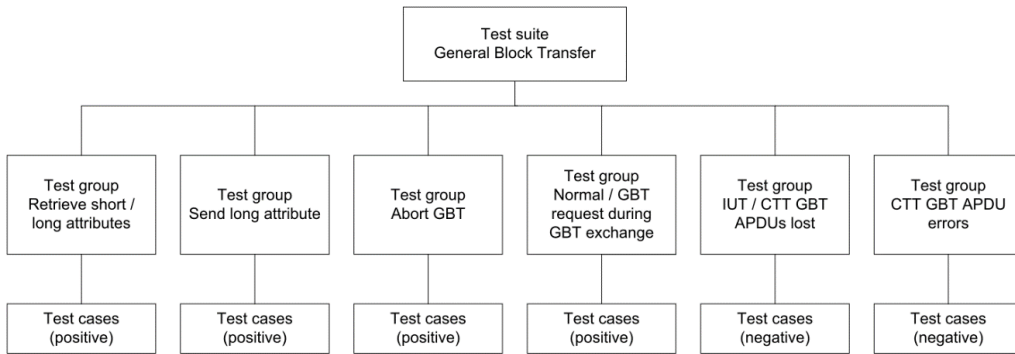 Test suite
General Block Transfer
Test group
Retrieve short /
long attributes
Test group
Send long attribute
Test group
Abort GBT
Test group
Normal / GBT
request during
GBT exchange
Test group
IUT / CTT GBT
APDUs lost
Test group
CTT GBT APDU
errors
Test cases
(positive)
Test cases
(positive)
Test cases
(positive)
Test cases
(positive)
Test cases
(negative)
Test cases
(negative)